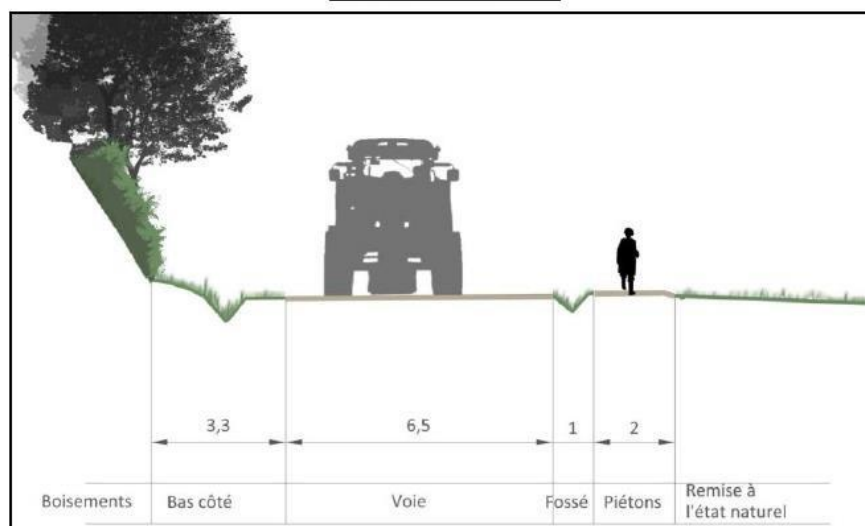 3,3 6,5 1 2
Boisements Bas côté Voie Fossé Piétons Remise à
l'état naturel